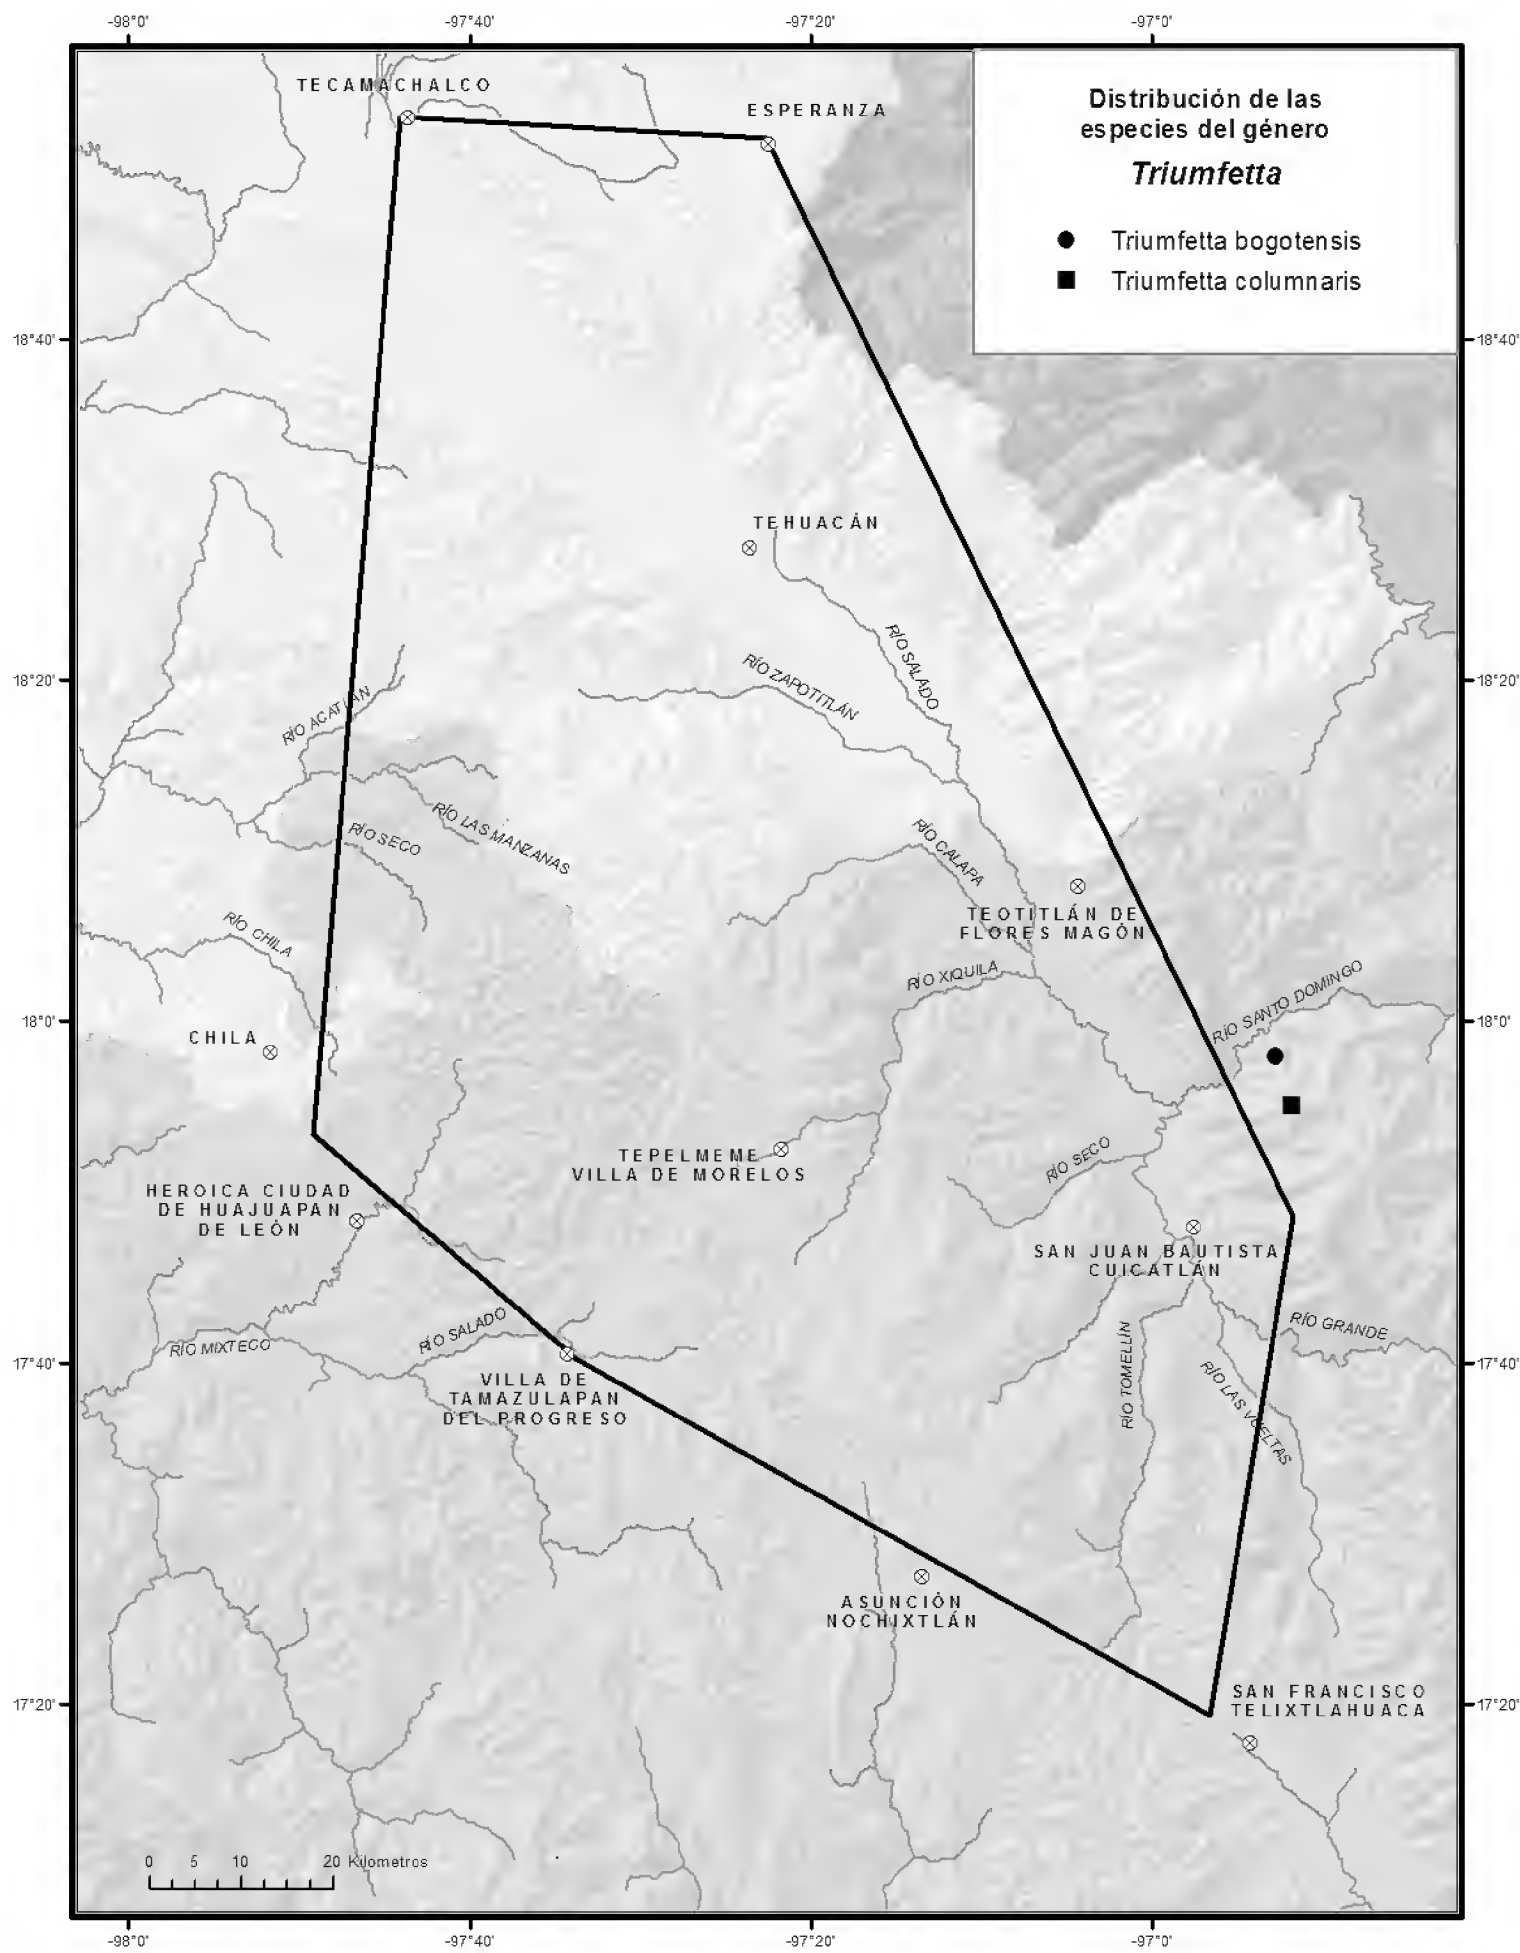 -98°0'
-97°40'
-97°20'
-97°0'
TECAMACHALCO
ESPERANZA
Distribución de las
especies del género
Triumfetta
Triumfetta bogotensis
Triumfetta columnaris
18°40'
18°40'
TEHUACÁN
RÍO SALADO
RÍO ZAPOTITLÁN
18°20'
18°20'
RÍO ACATLÁN
RÍO LAS MANZANAS
RÍO SECO
RÍO CALAPA
TEOTITLÁN DE
FLORES MAGÓN
RÍO CHILA
RÍO XIQUILA
RÍO SANTO DOMINGO
18°0'
18°0'
CHILA
TEPELMEME
VILLA DE MORELOS
RÍO SECO
HEROICA CIUDAD
DE HUAJUAPAN
DE LEÓN
SAN JUAN BAUTISTA
CUICATLÁN
RÍO GRANDE
RÍO SALADO
RÍO MIXTECO
17°40'
17°40'
RÍO TOMELLÍN
RÍO LAS VUELTAS
VILLA DE
TAMAZULAPAN
DEL PROGRESO
ASUNCIÓN
NOCHIXTLÁN
SAN FRANCISCO
TELIXTLAHUACA
17°20'
17°20'
0 5 10 20 Kilometros
-98°0'
-97°40'
-97°20'
-97°0'